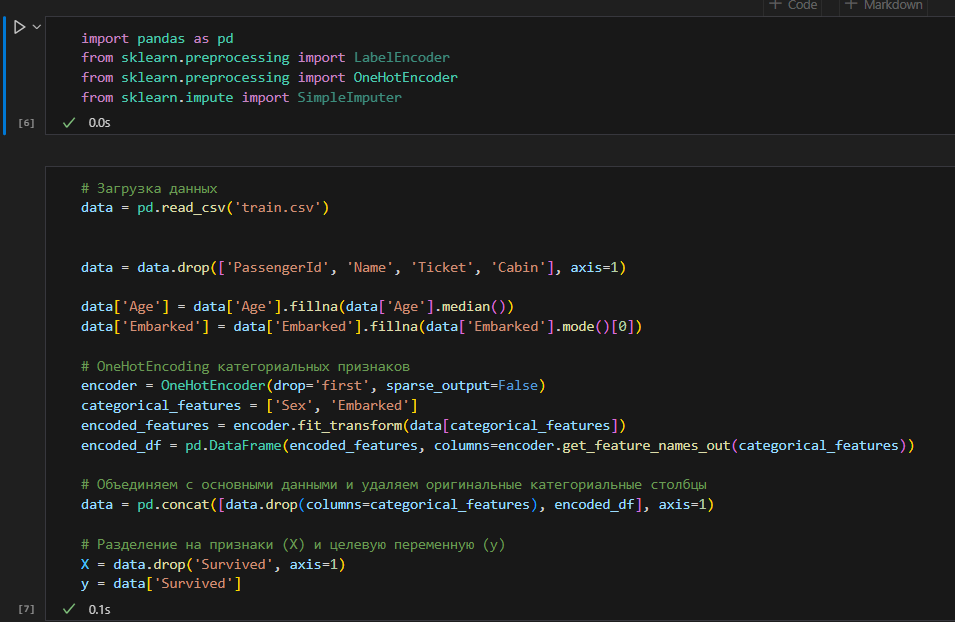 + Code + Markdown
import pandas as pd
from sklearn.preprocessing import LabelEncoder
from sklearn.preprocessing import OneHotEncoder
from sklearn.impute import SimpleImputer
[6] ✓ 0.0s
# Загрузка данных
data = pd.read_csv('train.csv')
data = data.drop(['PassengerId', 'Name', 'Ticket', 'Cabin'], axis=1)
data['Age'] = data['Age'].fillna(data['Age'].median())
data['Embarked'] = data['Embarked'].fillna(data['Embarked'].mode()[0])
# OneHotEncoding категориальных признаков
encoder = OneHotEncoder(drop='first', sparse_output=False)
categorical_features = ['Sex', 'Embarked']
encoded_features = encoder.fit_transform(data[categorical_features])
encoded_df = pd.DataFrame(encoded_features, columns=encoder.get_feature_names_out(categorical_features))
# Объединяем с основными данными и удаляем оригинальные категориальные столбцы
data = pd.concat([data.drop(columns=categorical_features), encoded_df], axis=1)
# Разделение на признаки (X) и целевую переменную (y)
X = data.drop('Survived', axis=1)
y = data['Survived']
[7] ✓ 0.1s